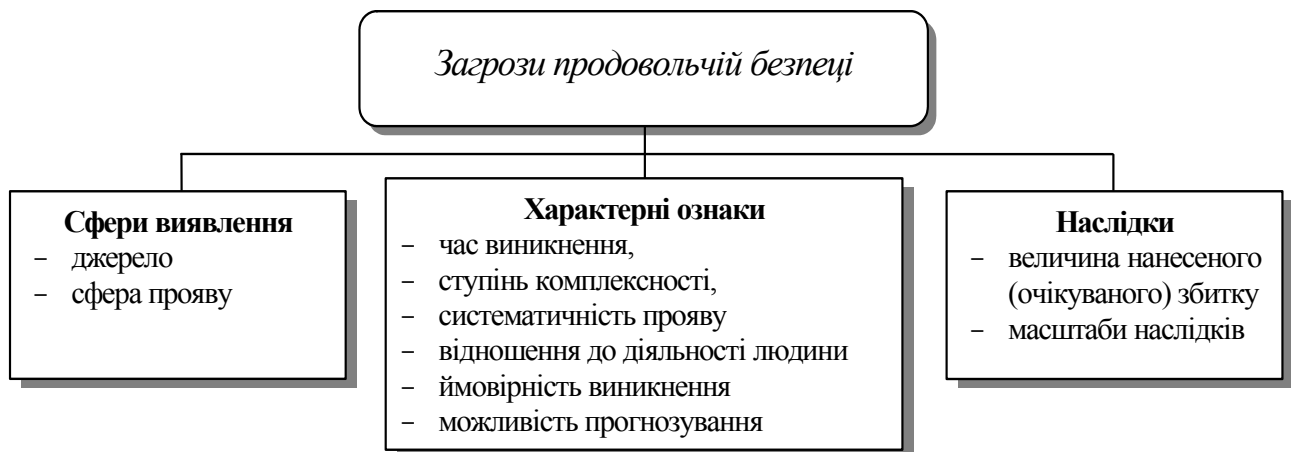 Загрози продовольчій безпеці
Сфери виявлення
- джерело
- сфера прояву
Характерні ознаки
- час виникнення,
- ступінь комплексності,
- систематичність прояву
- відношення до діяльності людини
- ймовірність виникнення
- можливість прогнозування
Наслідки
- величина нанесеного
(очікуваного) збитку
- масштаби наслідків